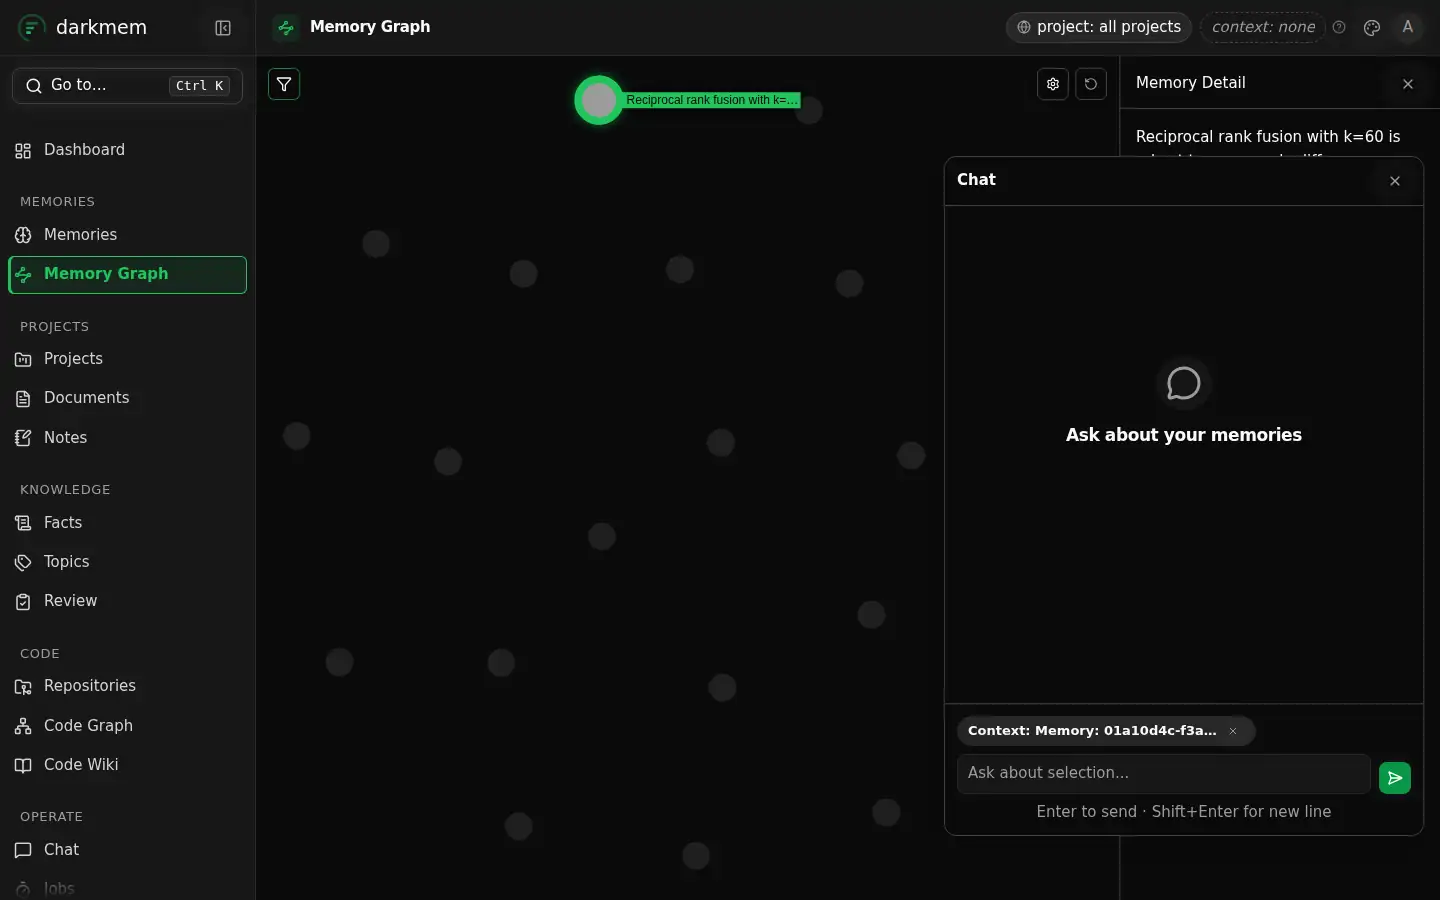 darkmem
Memory Graph
project: all projects
context: none
A
Go to...
Ctrl K
Dashboard
MEMORIES
Memories
Memory Graph
PROJECTS
Projects
Documents
Notes
KNOWLEDGE
Facts
Topics
Review
CODE
Repositories
Code Graph
Code Wiki
OPERATE
Chat
Jobs
Reciprocal rank fusion with k=...
Memory Detail
Reciprocal rank fusion with k=60 is
Chat
Ask about your memories
Context: Memory: 01a10d4c-f3a...
Ask about selection...
Enter to send · Shift+Enter for new line